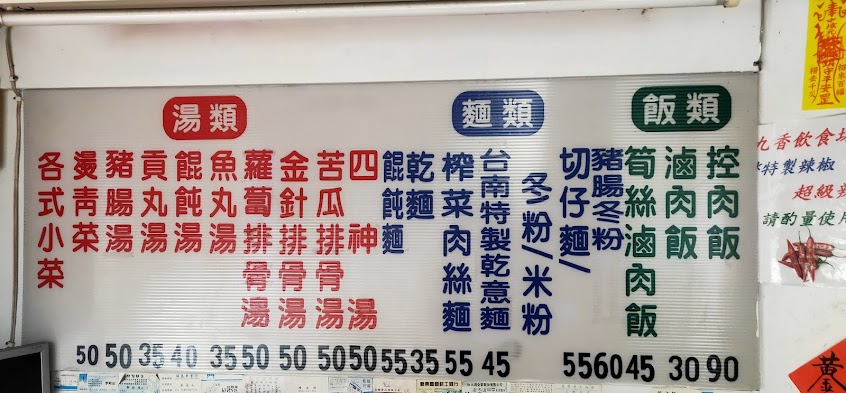 飯類
控肉飯 90
滷肉飯 30
筍絲滷肉飯 45
麵類
豬腸冬粉 60
切仔麵/ 55
冬粉/米粉
台南特製乾意麵 45
榨菜肉絲麵 55
乾麵 35
餛飩麵 55
湯類
四神湯 50
苦瓜排骨湯 50
金針排骨湯 50
蘿蔔排骨湯 50
魚丸湯 35
餛飩湯 40
貢丸湯 35
豬腸湯 50
燙青菜 50
各式小菜
九香飲食
特製辣椒
超級
請酌量使用